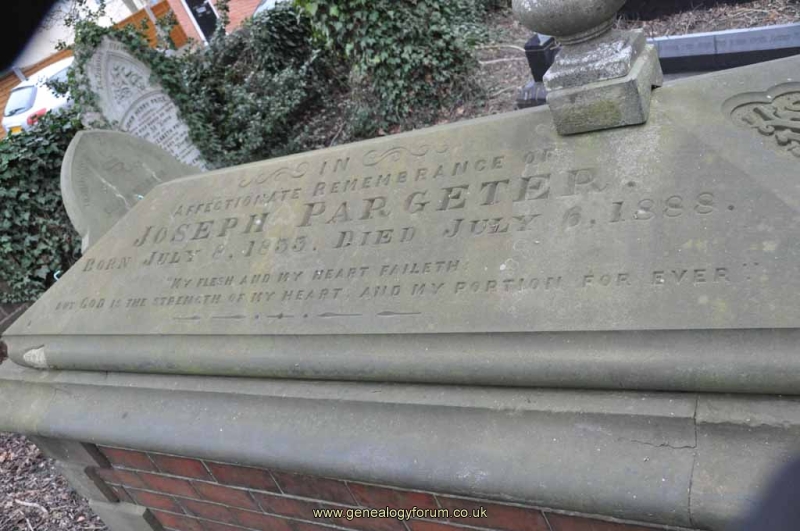 IN
AFFECTIONATE REMEMBRANCE OF
JOSEPH PARGETER.
BORN JULY 8, 1833. DIED JULY 6, 1888.
"MY FLESH AND MY HEART FAILETH:
BUT GOD IS THE STRENGTH OF MY HEART, AND MY PORTION FOR EVER"
www.genealogyforum.co.uk